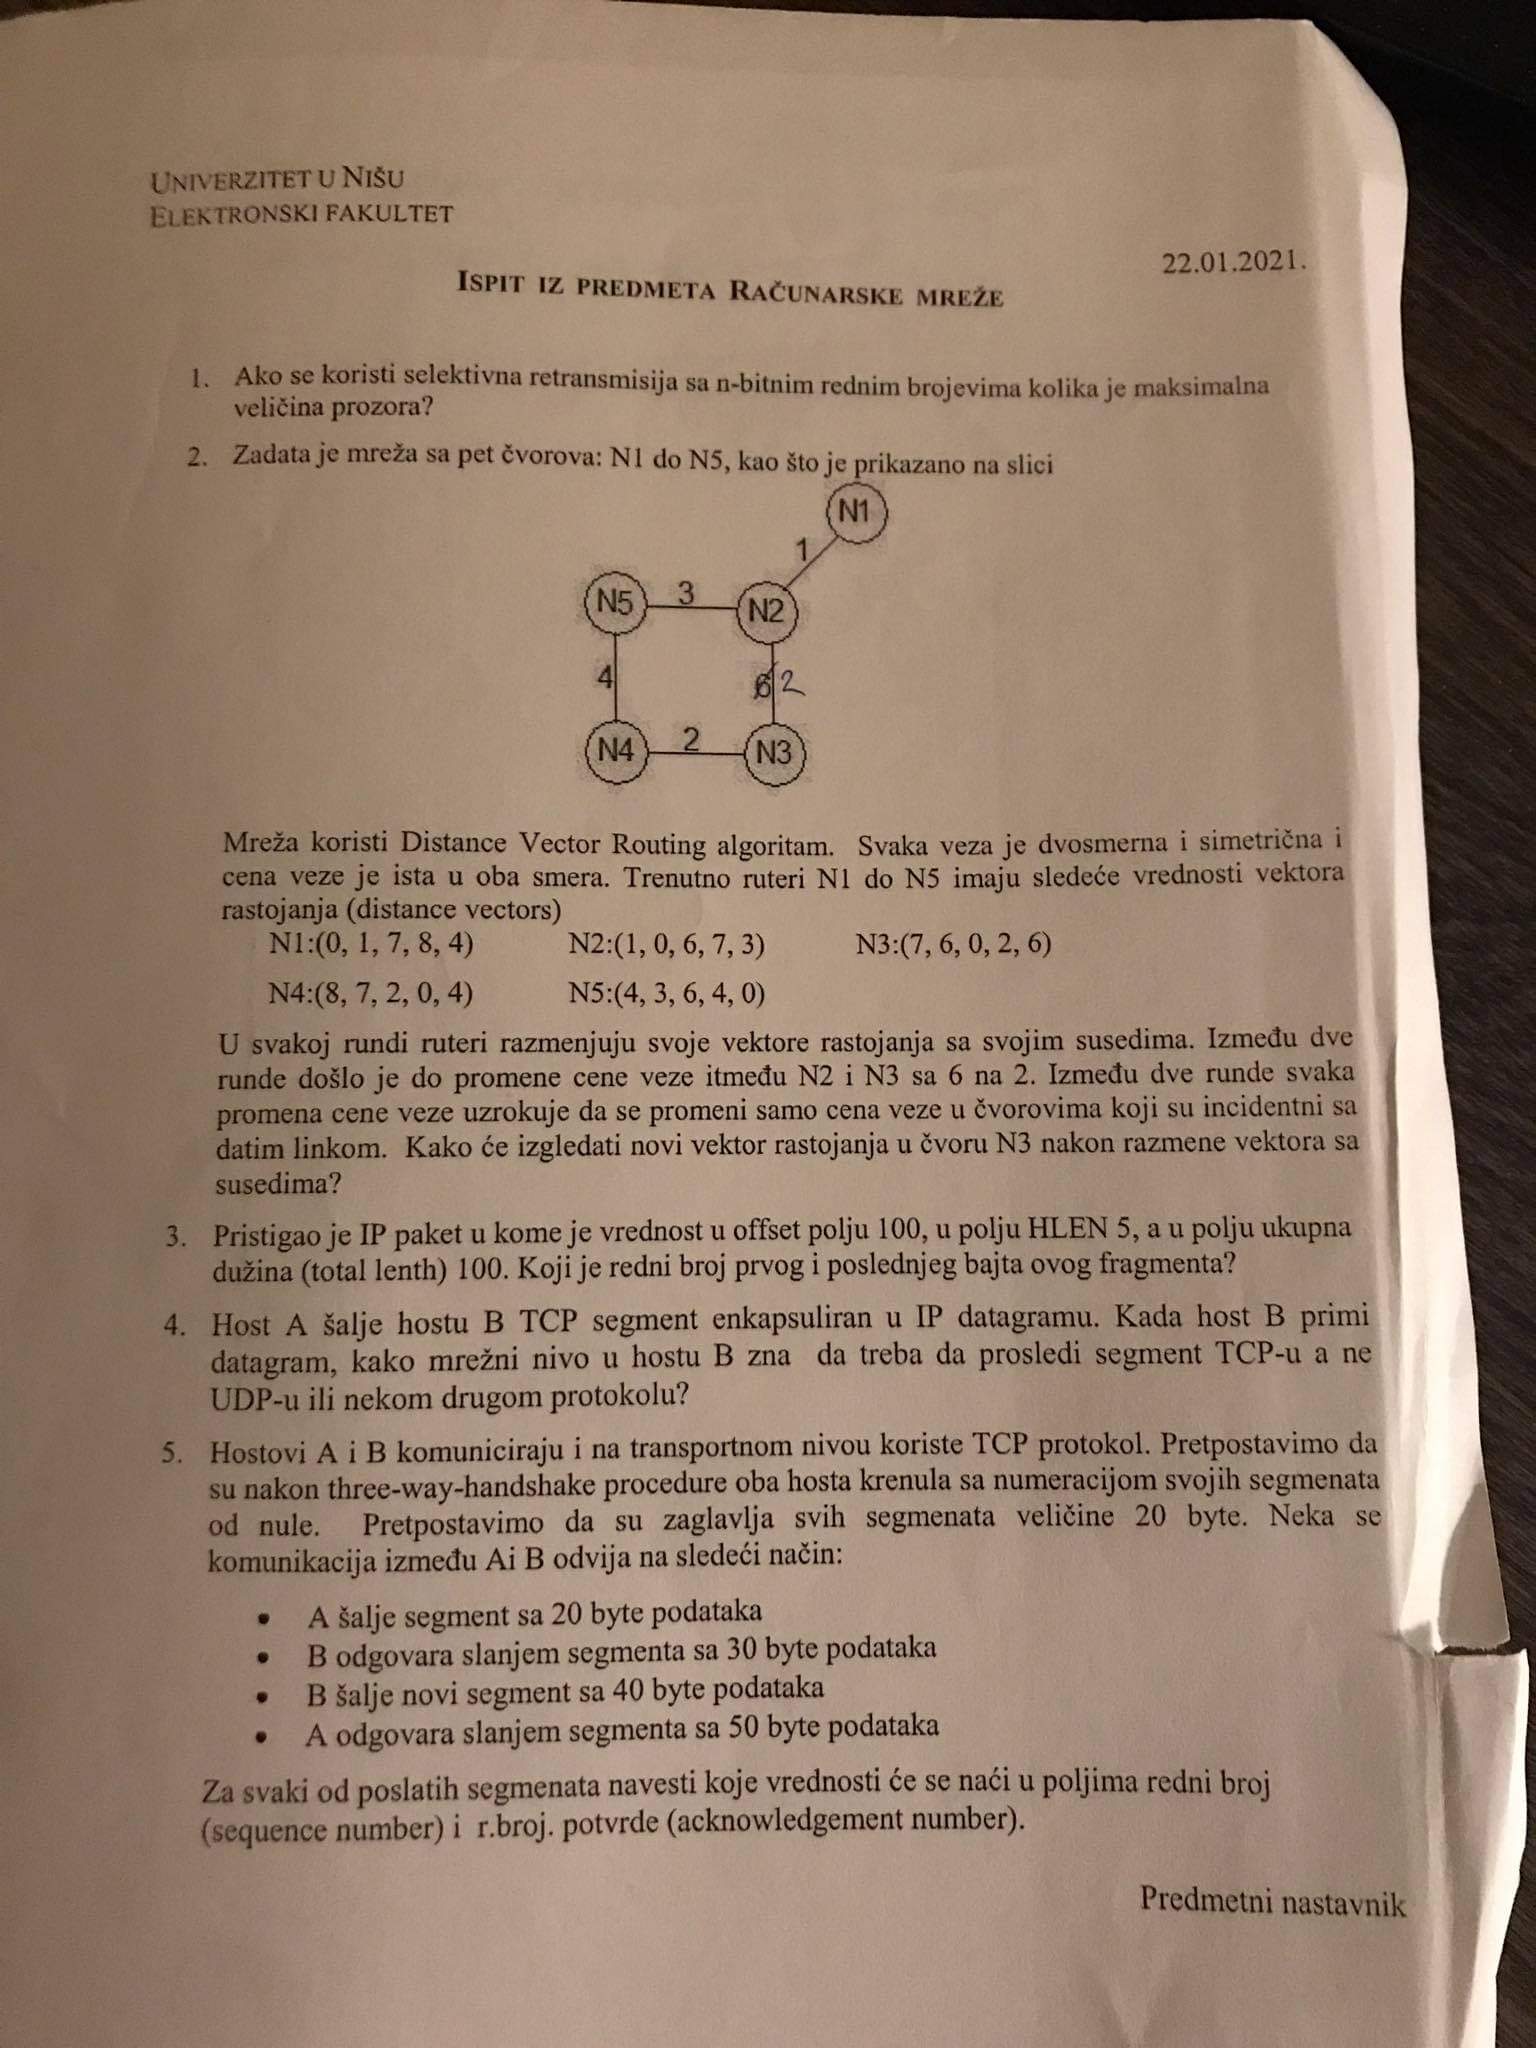 UNIVERZITET U NIŠU
ELEKTRONSKI FAKULTET
22.01.2021.
ISPIT IZ PREDMETA RAČUNARSKE MREŽE
1. Ako se koristi selektivna retransmisija sa n-bitnim rednim brojevima kolika je maksimalna
veličina prozora?
2. Zadata je mreža sa pet čvorova: N1 do N5, kao što je prikazano na slici
N1
1
N5 3 N2
4 6 2
N4 2 N3
Mreža koristi Distance Vector Routing algoritam. Svaka veza je dvosmerna i simetrična i
cena veze je ista u oba smera. Trenutno ruteri N1 do N5 imaju sledeće vrednosti vektora
rastojanja (distance vectors)
N1:(0, 1, 7, 8, 4) N2:(1, 0, 6, 7, 3) N3:(7, 6, 0, 2, 6)
N4:(8, 7, 2, 0, 4) N5:(4, 3, 6, 4, 0)
U svakoj rundi ruteri razmenjuju svoje vektore rastojanja sa svojim susedima. Između dve
runde došlo je do promene cene veze itmeđu N2 i N3 sa 6 na 2. Između dve runde svaka
promena cene veze uzrokuje da se promeni samo cena veze u čvorovima koji su incidentni sa
datim linkom. Kako će izgledati novi vektor rastojanja u čvoru N3 nakon razmene vektora sa
susedima?
3. Pristigao je IP paket u kome je vrednost u offset polju 100, u polju HLEN 5, a u polju ukupna
dužina (total lenth) 100. Koji je redni broj prvog i poslednjeg bajta ovog fragmenta?
4. Host A šalje hostu B TCP segment enkapsuliran u IP datagramu. Kada host B primi
datagram, kako mrežni nivo u hostu B zna da treba da prosledi segment TCP-u a ne
UDP-u ili nekom drugom protokolu?
5. Hostovi A i B komuniciraju i na transportnom nivou koriste TCP protokol. Pretpostavimo da
su nakon three-way-handshake procedure oba hosta krenula sa numeracijom svojih segmenata
od nule. Pretpostavimo da su zaglavlja svih segmenata veličine 20 byte. Neka se
komunikacija između Ai B odvija na sledeći način:
• A šalje segment sa 20 byte podataka
• B odgovara slanjem segmenta sa 30 byte podataka
• B šalje novi segment sa 40 byte podataka
• A odgovara slanjem segmenta sa 50 byte podataka
Za svaki od poslatih segmenata navesti koje vrednosti će se naći u poljima redni broj
(sequence number) i r.broj. potvrde (acknowledgement number).
Predmetni nastavnik